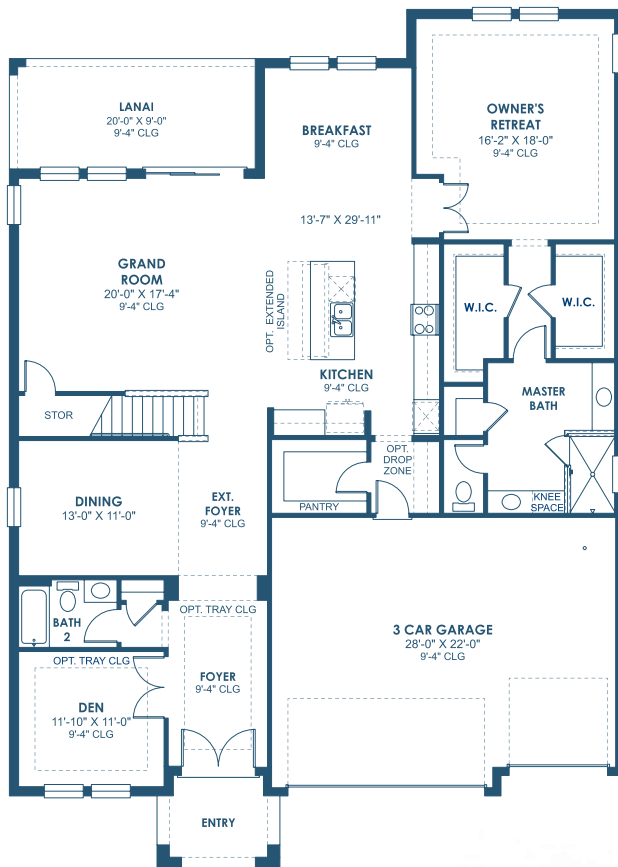 LANAI
20'-0" X 9'-0"
9'-4" CLG
BREAKFAST
9'-4" CLG
OWNER'S
RETREAT
16'-2" X 18'-0"
9'-4" CLG
13'-7" X 29'-11"
GRAND
ROOM
20'-0" X 17'-4"
9'-4" CLG
OPT. EXTENDED
ISLAND
W.I.C.
W.I.C.
KITCHEN
9'-4" CLG
MASTER
BATH
STOR
OPT.
DROP
ZONE
PANTRY
KNEE
SPACE
DINING
13'-0" X 11'-0"
EXT.
FOYER
9'-4" CLG
OPT. TRAY CLG
BATH
2
3 CAR GARAGE
28'-0" X 22'-0"
9'-4" CLG
OPT. TRAY CLG
FOYER
9'-4" CLG
DEN
11'-10" X 11'-0"
9'-4" CLG
ENTRY